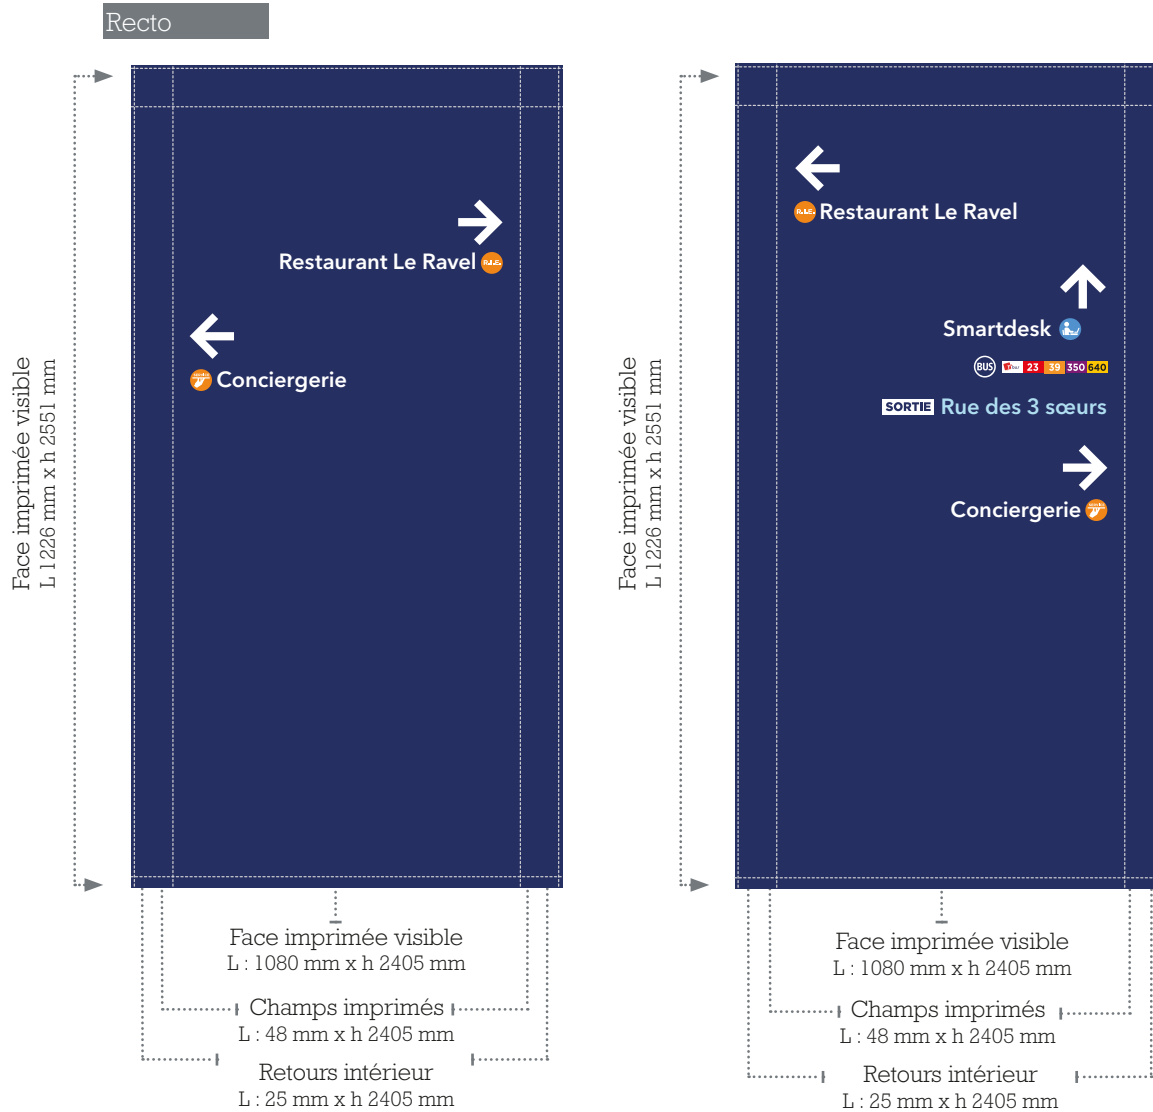 Recto
Face imprimée visible
L 1226 mm x h 2551 mm
Restaurant Le Ravel R.I.E.
Conciergerie
Face imprimée visible
L : 1080 mm x h 2405 mm
Champs imprimés
L : 48 mm x h 2405 mm
Retours intérieur
L : 25 mm x h 2405 mm
Face imprimée visible
L 1226 mm x h 2551 mm
R.I.E. Restaurant Le Ravel
Smartdesk
BUS 23 39 350 640
SORTIE Rue des 3 sœurs
Conciergerie
Face imprimée visible
L : 1080 mm x h 2405 mm
Champs imprimés
L : 48 mm x h 2405 mm
Retours intérieur
L : 25 mm x h 2405 mm